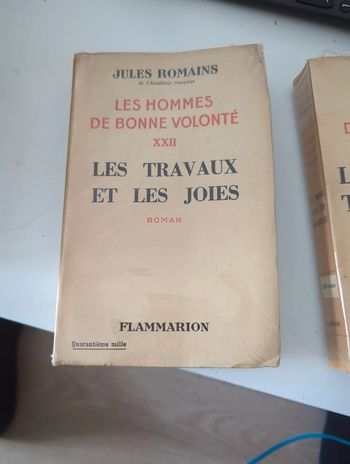 JULES ROMAINS
de l'Académie française
LES HOMMES
DE BONNE VOLONTÉ
XXII
LES TRAVAUX
ET LES JOIES
ROMAN
FLAMMARION
Quarantième mille